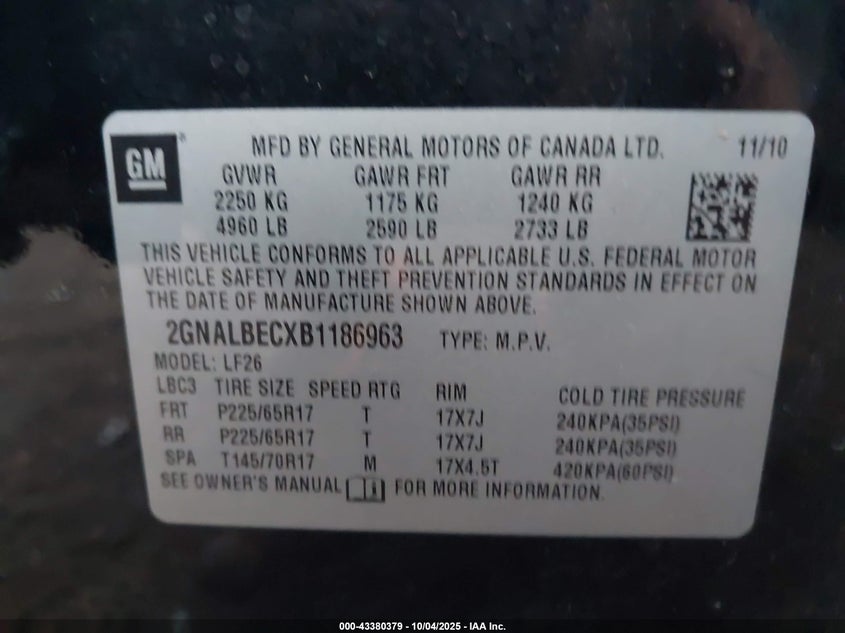 GM ® MFD BY GENERAL MOTORS OF CANADA LTD. 11/10
GVWR GAWR FRT GAWR RR
2250 KG 1175 KG 1240 KG
4960 LB 2590 LB 2733 LB
THIS VEHICLE CONFORMS TO ALL APPLICABLE U.S. FEDERAL MOTOR
VEHICLE SAFETY AND THEFT PREVENTION STANDARDS IN EFFECT ON
THE DATE OF MANUFACTURE SHOWN ABOVE.
2GNALBECXB1186963 TYPE: M.P.V.
MODEL: LF26
LBC3 TIRE SIZE SPEED RTG RIM COLD TIRE PRESSURE
FRT P225/65R17 T 17X7J 240KPA(35PSI)
RR P225/65R17 T 17X7J 240KPA(35PSI)
SPA T145/70R17 M 17X4.5T 420KPA(60PSI)
SEE OWNER'S MANUAL FOR MORE INFORMATION.
000-43380379 - 10/04/2025 - IAA Inc.